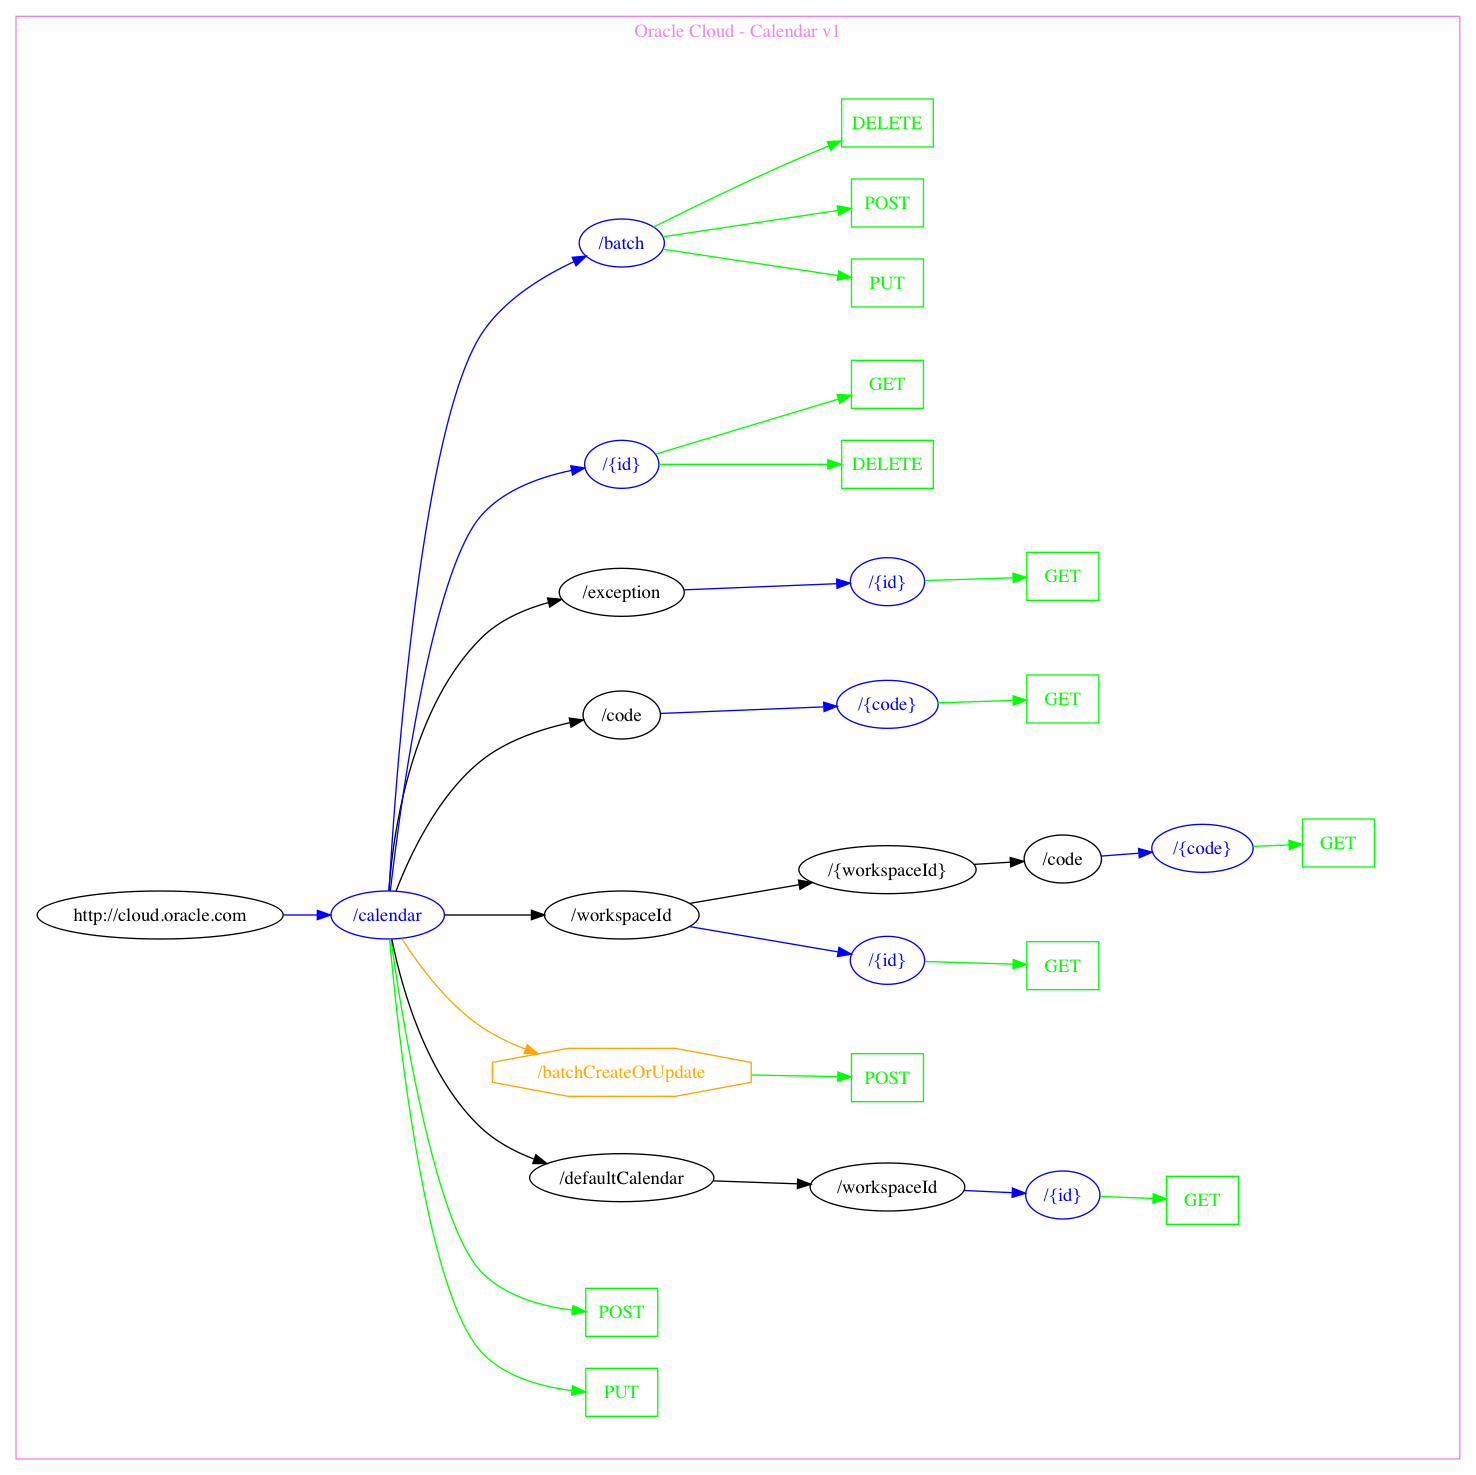 Oracle Cloud - Calendar v1
DELETE
POST
/batch
PUT
GET
/{id}
DELETE
/exception
/{id}
GET
/code
/{code}
GET
http://cloud.oracle.com
/calendar
/workspaceId
/{workspaceId}
/code
/{code}
GET
/{id}
GET
/batchCreateOrUpdate
POST
/defaultCalendar
/workspaceId
/{id}
GET
POST
PUT